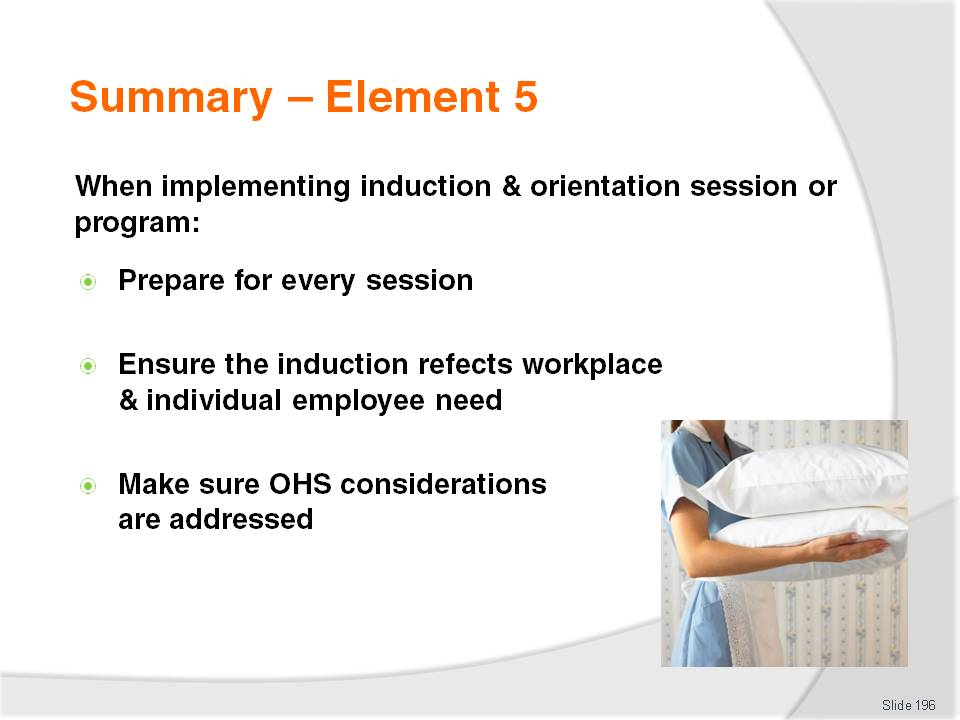 Summary – Element 5
When implementing induction & orientation session or
program:
Prepare for every session
Ensure the induction refects workplace
& individual employee need
Make sure OHS considerations
are addressed
Slide 196